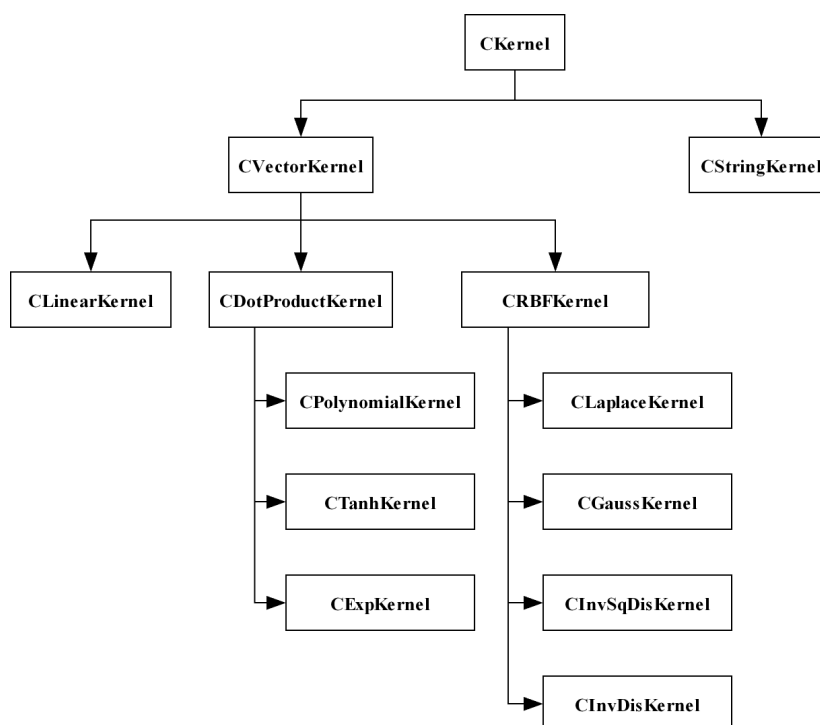 CKernel
CVectorKernel
CStringKernel
CLinearKernel
CDotProductKernel
CRBFKernel
CPolynomialKernel
CLaplaceKernel
CTanhKernel
CGaussKernel
CExpKernel
CInvSqDisKernel
CInvDisKernel